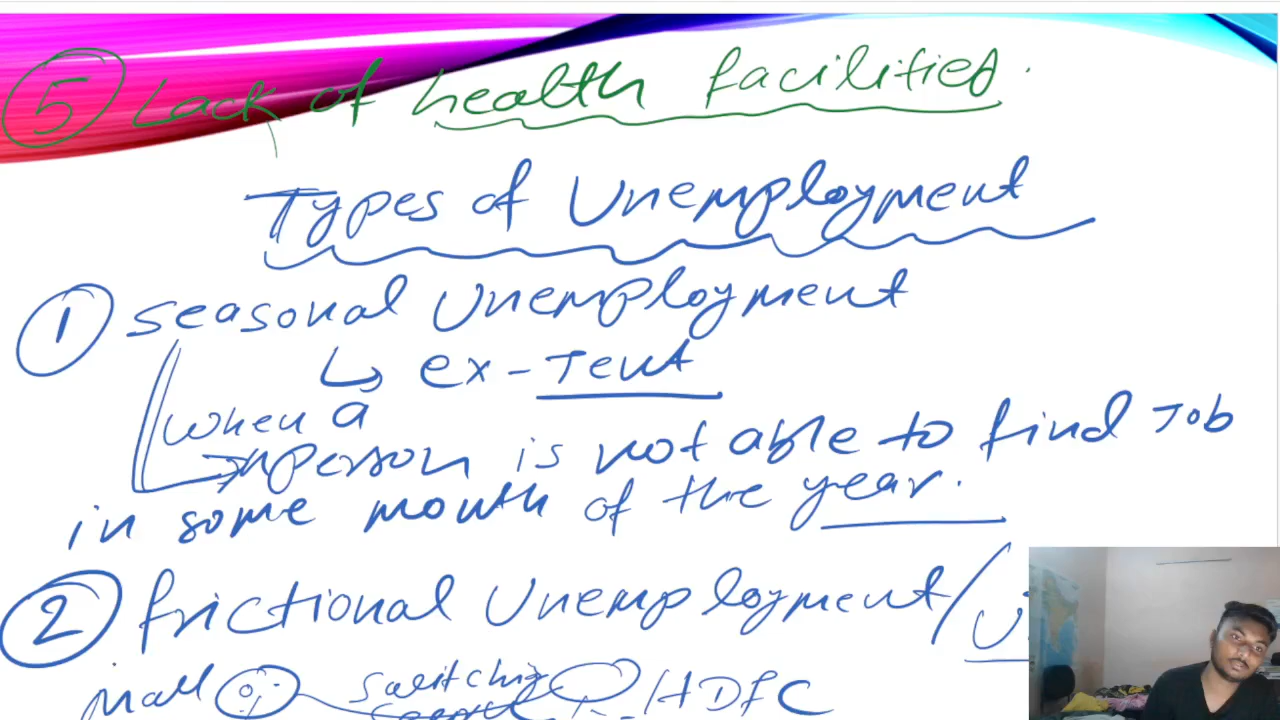 5 Lack of health facilities.
Types of Unemployment
1 Seasonal Unemployment
ex - Tent
when a
person is not able to find Job
in some month of the year.
2 frictional Unemployment /
switching
HDFC